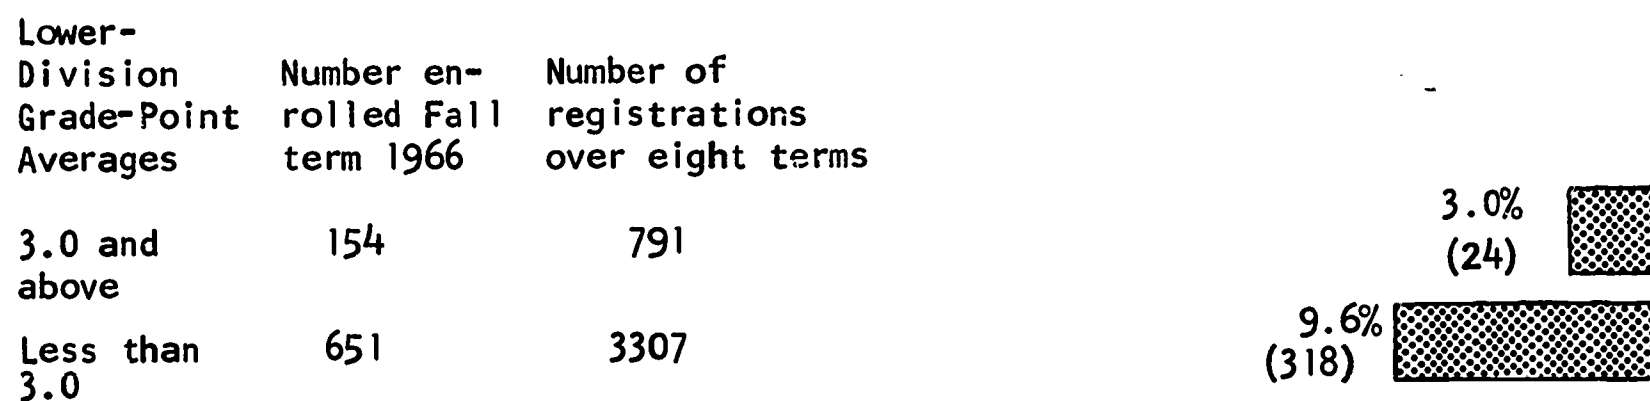 Lower-
Division Number en- Number of
Grade-Point rolled Fall registrations
Averages term 1966 over eight terms
3.0%
3.0 and 154 791 (24)
above
9.6%
Less than 651 3307 (318)
3.0